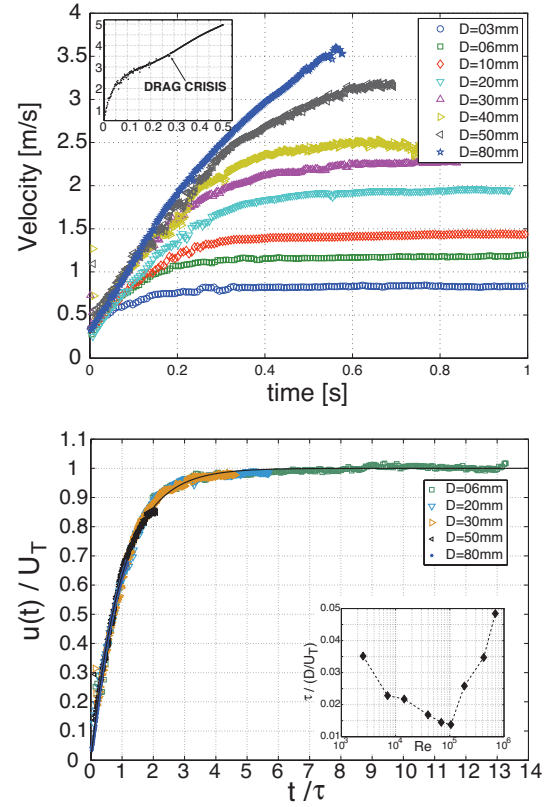 4
3.5
3
2.5
2
1.5
1
0.5
0
Velocity [m/s]
5
4
3
2
1
0 0.1 0.2 0.3 0.4 0.5
DRAG CRISIS
D=03mm
D=06mm
D=10mm
D=20mm
D=30mm
D=40mm
D=50mm
D=80mm
0 0.2 0.4 0.6 0.8 1
time [s]
1.1
1
0.9
0.8
0.7
0.6
0.5
0.4
0.3
0.2
0.1
0
u(t) / U_T
D=06mm
D=20mm
D=30mm
D=50mm
D=80mm
0.05
0.04
0.03
0.02
0.01
τ / (D/U_T)
10^3 10^4 10^5 10^6
Re
0 1 2 3 4 5 6 7 8 9 10 11 12 13 14
t / τ